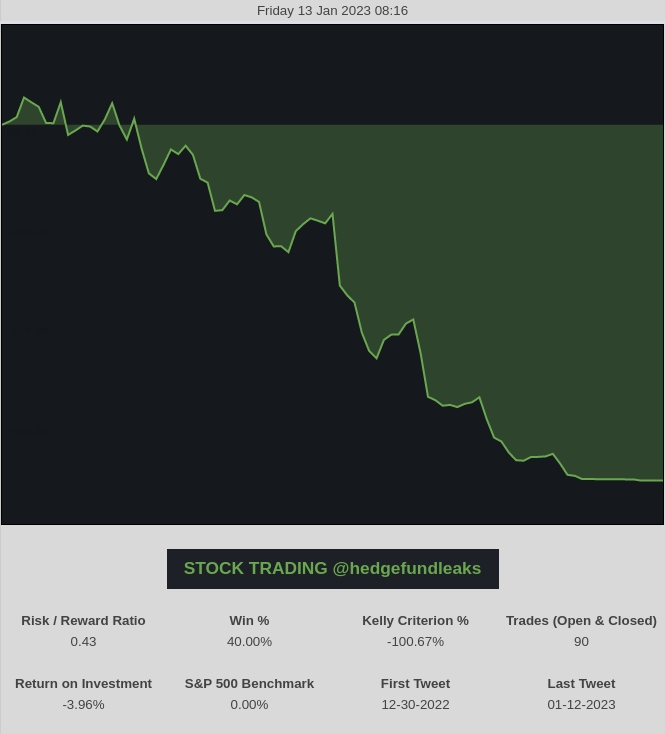 Friday 13 Jan 2023 08:16
STOCK TRADING @hedgefundleaks
Risk / Reward Ratio Win % Kelly Criterion % Trades (Open & Closed)
0.43 40.00% -100.67% 90
Return on Investment S&P 500 Benchmark First Tweet Last Tweet
-3.96% 0.00% 12-30-2022 01-12-2023